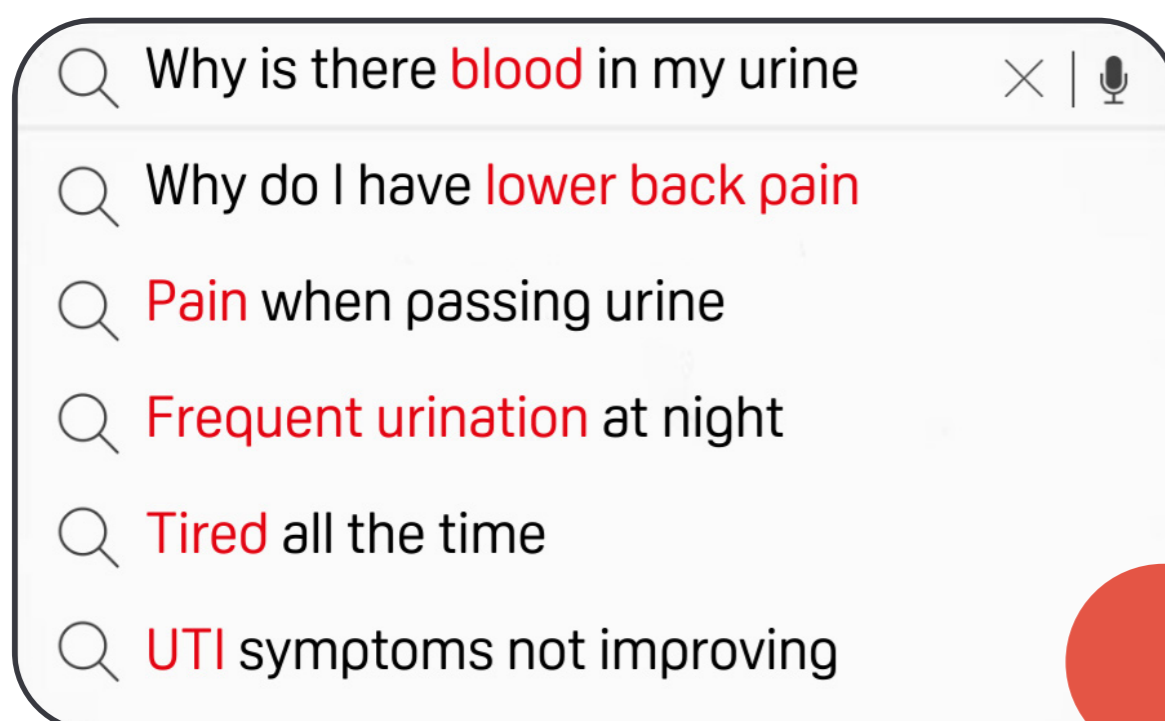 Why is there blood in my urine
Why do I have lower back pain
Pain when passing urine
Frequent urination at night
Tired all the time
UTI symptoms not improving